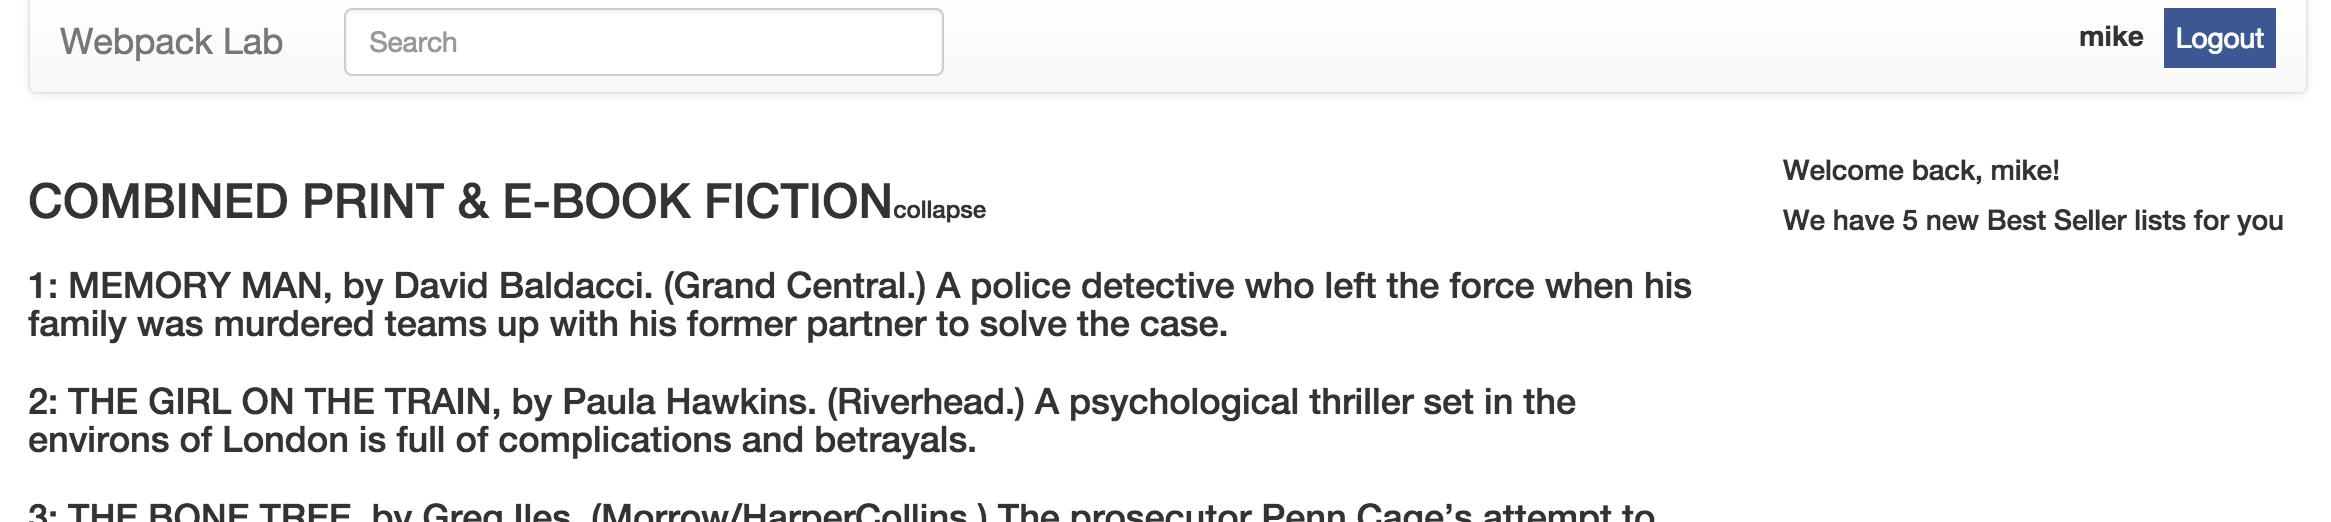 Webpack Lab
Search
mike
Logout
COMBINED PRINT & E-BOOK FICTIONcollapse
1: MEMORY MAN, by David Baldacci. (Grand Central.) A police detective who left the force when his
family was murdered teams up with his former partner to solve the case.
2: THE GIRL ON THE TRAIN, by Paula Hawkins. (Riverhead.) A psychological thriller set in the
environs of London is full of complications and betrayals.
3: THE BONE TREE, by Greg Iles. (Morrow/HarperCollins.) The prosecutor Penn Cage’s attempt to
Welcome back, mike!
We have 5 new Best Seller lists for you